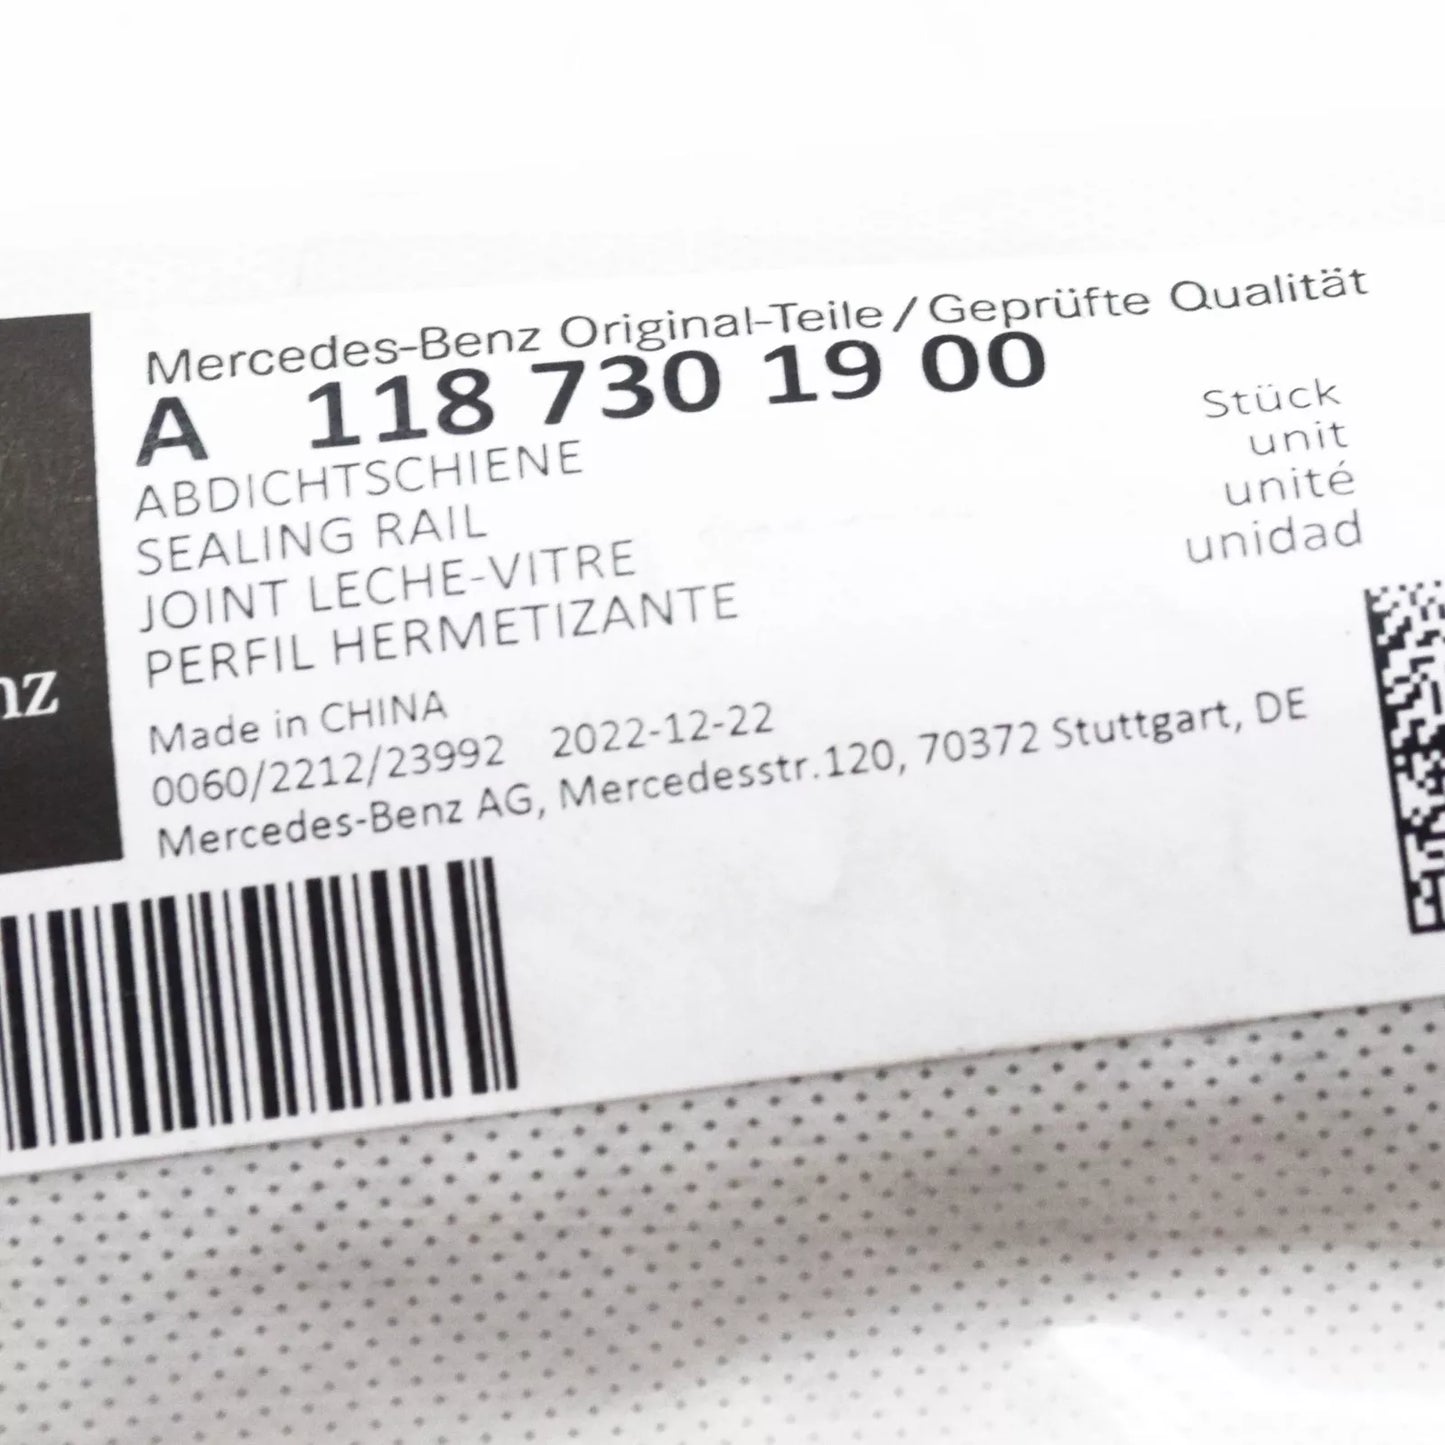 Mercedes-Benz Original-Teile/Geprüfte Qualität
A 118 730 19 00
ABDICHTSCHIENE
SEALING RAIL
JOINT LECHE-VITRE
PERFIL HERMETIZANTE
Stück
unit
unité
unidad
Made in CHINA
0060/2212/23992 2022-12-22
Mercedes-Benz AG, Mercedesstr.120, 70372 Stuttgart, DE
nz